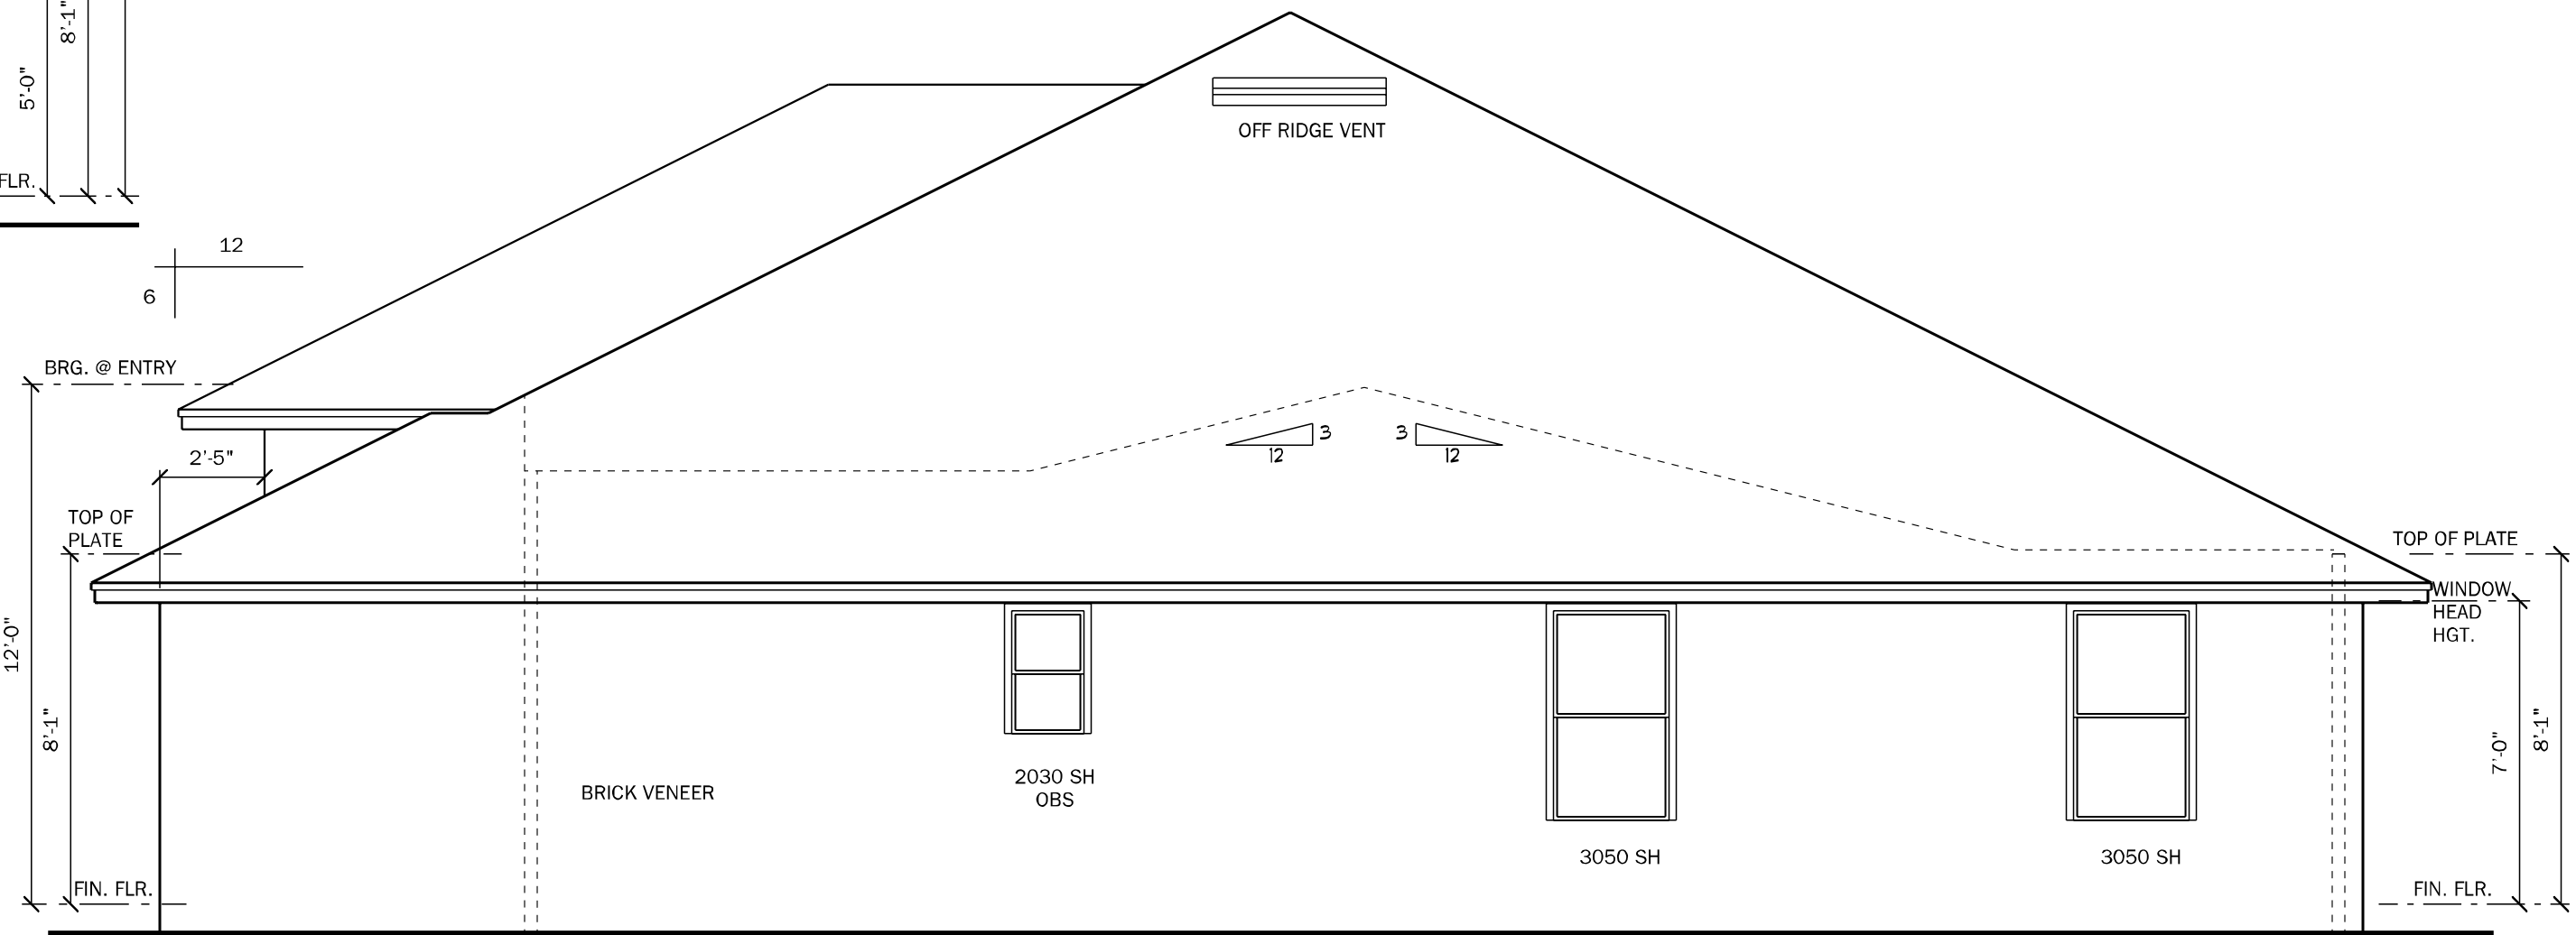 8'-1"
5'-0"
FLR.
OFF RIDGE VENT
12
6
BRG. @ ENTRY
3
12
3
12
2'-5"
TOP OF
PLATE
TOP OF PLATE
WINDOW
HEAD
HGT.
12'-0"
8'-1"
7'-0"
8'-1"
2030 SH
OBS
BRICK VENEER
3050 SH
3050 SH
FIN. FLR.
FIN. FLR.